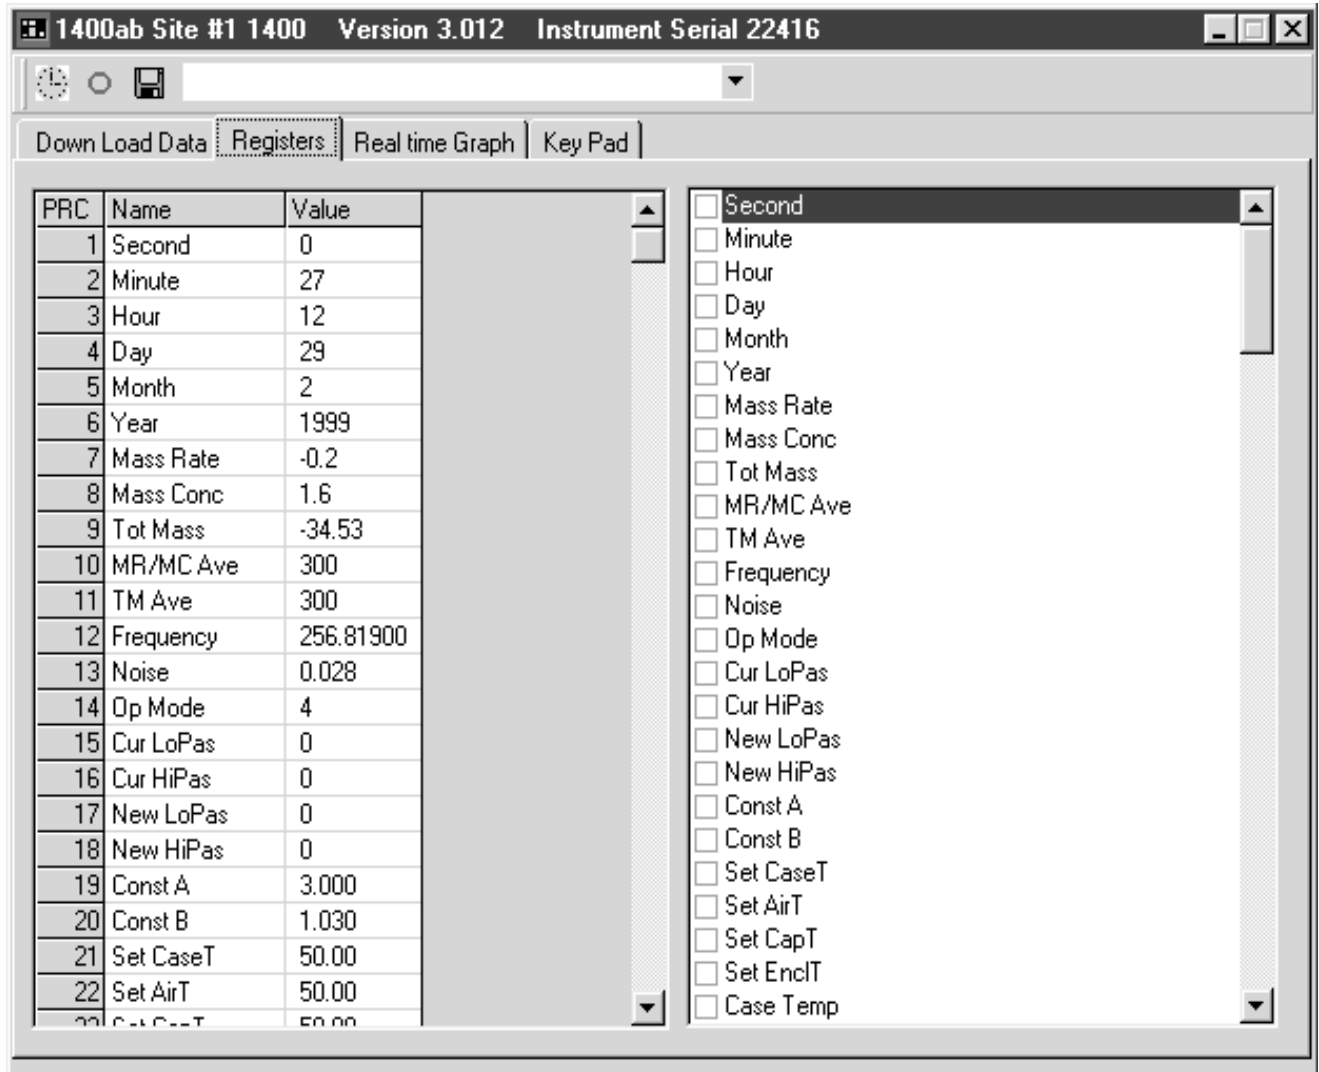 1400ab Site #1 1400 Version 3.012 Instrument Serial 22416
Down Load Data Registers Real time Graph Key Pad
PRC Name Value
1 Second 0
2 Minute 27
3 Hour 12
4 Day 29
5 Month 2
6 Year 1999
7 Mass Rate -0.2
8 Mass Conc 1.6
9 Tot Mass -34.53
10 MR/MC Ave 300
11 TM Ave 300
12 Frequency 256.81900
13 Noise 0.028
14 Op Mode 4
15 Cur LoPas 0
16 Cur HiPas 0
17 New LoPas 0
18 New HiPas 0
19 Const A 3.000
20 Const B 1.030
21 Set CaseT 50.00
22 Set AirT 50.00
23 Set CapT 50.00
Second
Minute
Hour
Day
Month
Year
Mass Rate
Mass Conc
Tot Mass
MR/MC Ave
TM Ave
Frequency
Noise
Op Mode
Cur LoPas
Cur HiPas
New LoPas
New HiPas
Const A
Const B
Set CaseT
Set AirT
Set CapT
Set EnclT
Case Temp